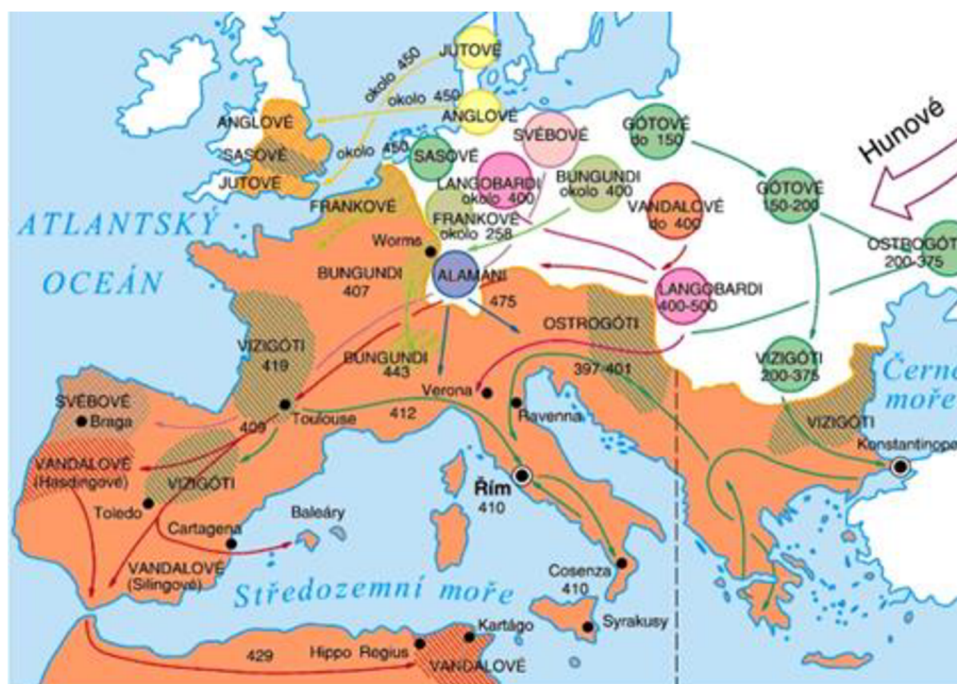 JUTOVÉ
okolo 450
okolo 450
ANGLOVÉ
ANGLOVÉ
SASOVÉ
JUTOVÉ
okolo 450
SASOVÉ
SVÉBOVÉ
GÓTOVÉ
do 150
Hunové
LANGOBARDI
okolo 400
BUNGUNDI
okolo 400
GÓTOVÉ
150-200
FRANKOVÉ
FRANKOVÉ
okolo 258
VANDALOVÉ
do 400
ATLANTSKÝ
OCEÁN
Worms
OSTROGÓTI
200-375
BUNGUNDI
407
ALAMANI
475
LANGOBARDI
400-500
VIZIGÓTI
419
OSTROGÓTI
397-401
BUNGUNDI
443
VIZIGÓTI
200-375
Černé
moře
SVÉBOVÉ
Braga
Verona
Ravenna
409
Toulouse
412
VIZIGÓTI
Konstantinopol
VANDALOVÉ
(Hasdingové)
VIZIGÓTI
Řím
410
Toledo
Cartagena
Baleáry
VANDALOVÉ
(Silingové)
Středozemní moře
Cosenza
410
Syrakusy
Kartágo
429
Hippo Regius
VANDALOVÉ